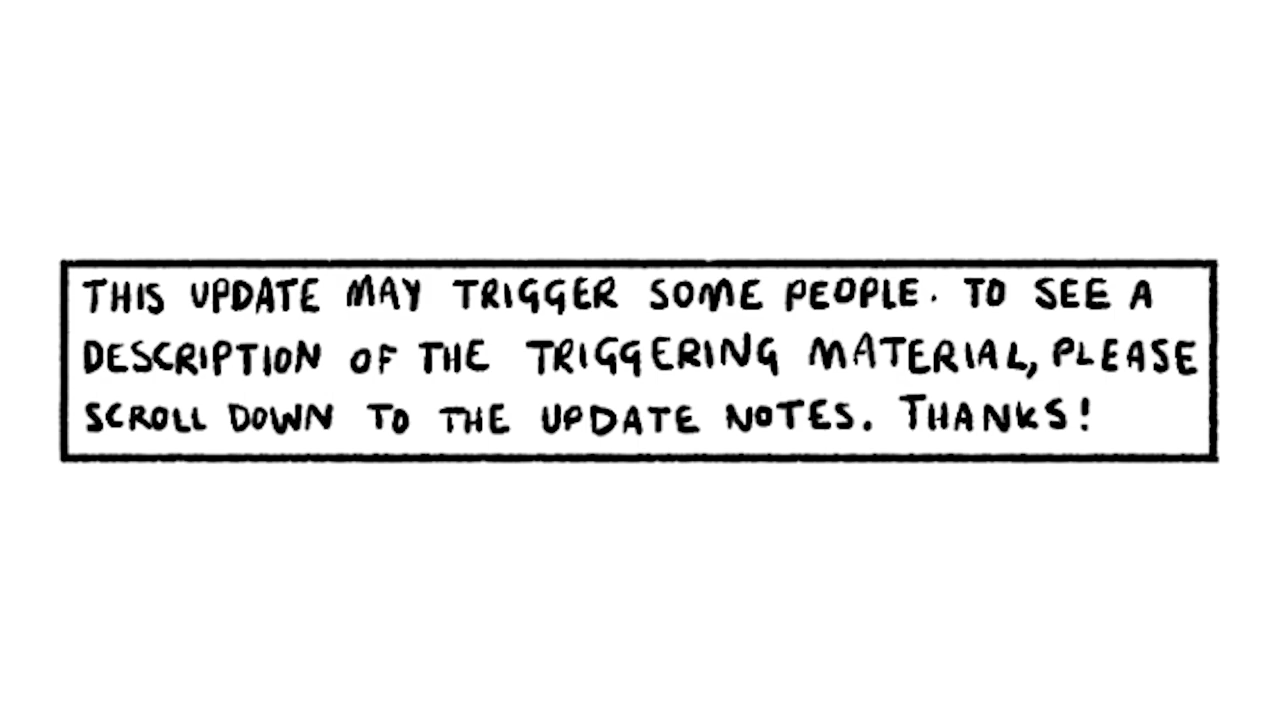 THIS UPDATE MAY TRIGGER SOME PEOPLE. TO SEE A
DESCRIPTION OF THE TRIGGERING MATERIAL, PLEASE
SCROLL DOWN TO THE UPDATE NOTES. THANKS!